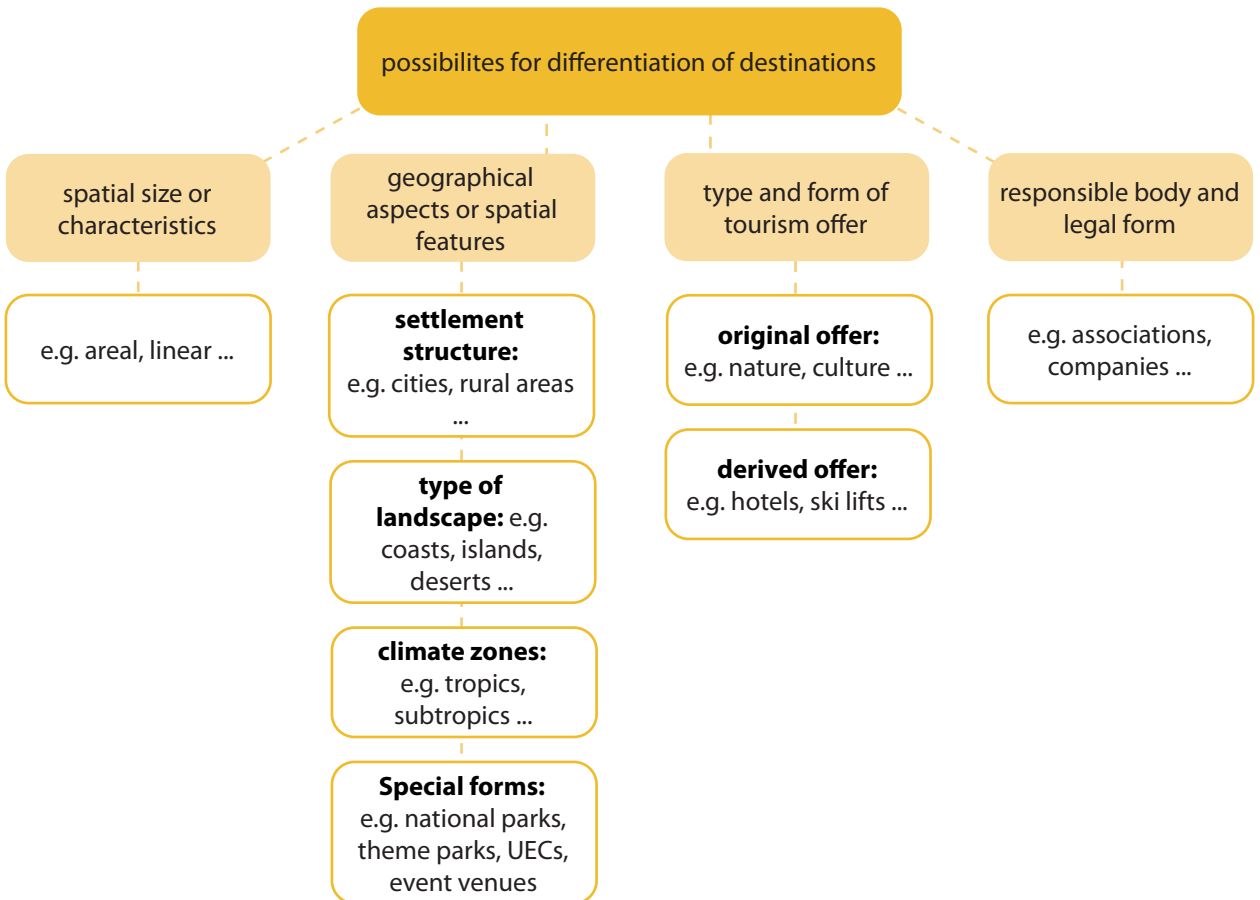 possibilites for differentiation of destinations
spatial size or
characteristics
geographical
aspects or spatial
features
type and form of
tourism offer
responsible body and
legal form
e.g. areal, linear ...
settlement
structure:
e.g. cities, rural areas
...
original offer:
e.g. nature, culture ...
e.g. associations,
companies ...
type of
landscape: e.g.
coasts, islands,
deserts ...
derived offer:
e.g. hotels, ski lifts ...
climate zones:
e.g. tropics,
subtropics ...
Special forms:
e.g. national parks,
theme parks, UECs,
event venues